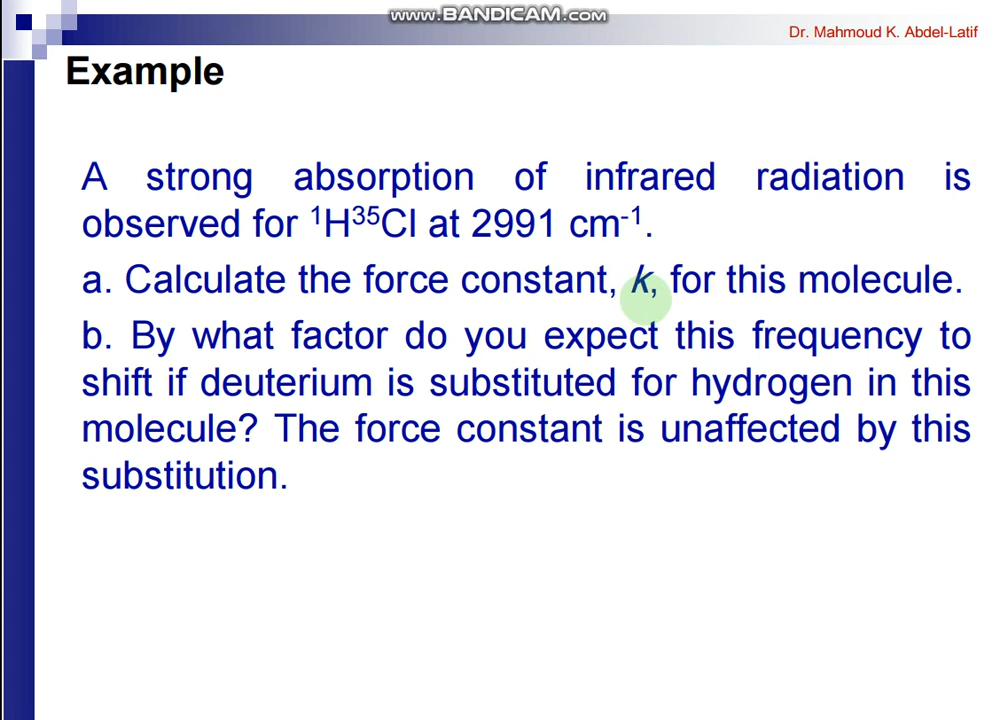 www.BANDICAM.com
Dr. Mahmoud K. Abdel-Latif
Example
A strong absorption of infrared radiation is
observed for ¹H³⁵Cl at 2991 cm⁻¹.
a. Calculate the force constant, k, for this molecule.
b. By what factor do you expect this frequency to
shift if deuterium is substituted for hydrogen in this
molecule? The force constant is unaffected by this
substitution.